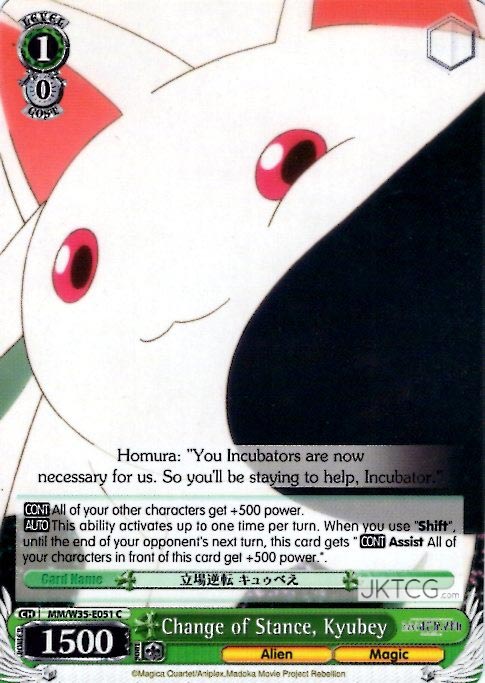 LEVEL
1
0
COST
Homura: "You Incubators are now
necessary for us. So you'll be staying to help, Incubator."
CONT All of your other characters get +500 power.
AUTO This ability activates up to one time per turn. When you use "Shift",
until the end of your opponent's next turn, this card gets " CONT Assist All of
your characters in front of this card get +500 power.".
Card Name 立場逆転 キュゥべえ
JKTCG.com
CH MM/W35-E051 C
POWER 1500 Change of Stance, Kyubey
Alien Magic
©Magica Quartet/Aniplex,Madoka Movie Project Rebellion